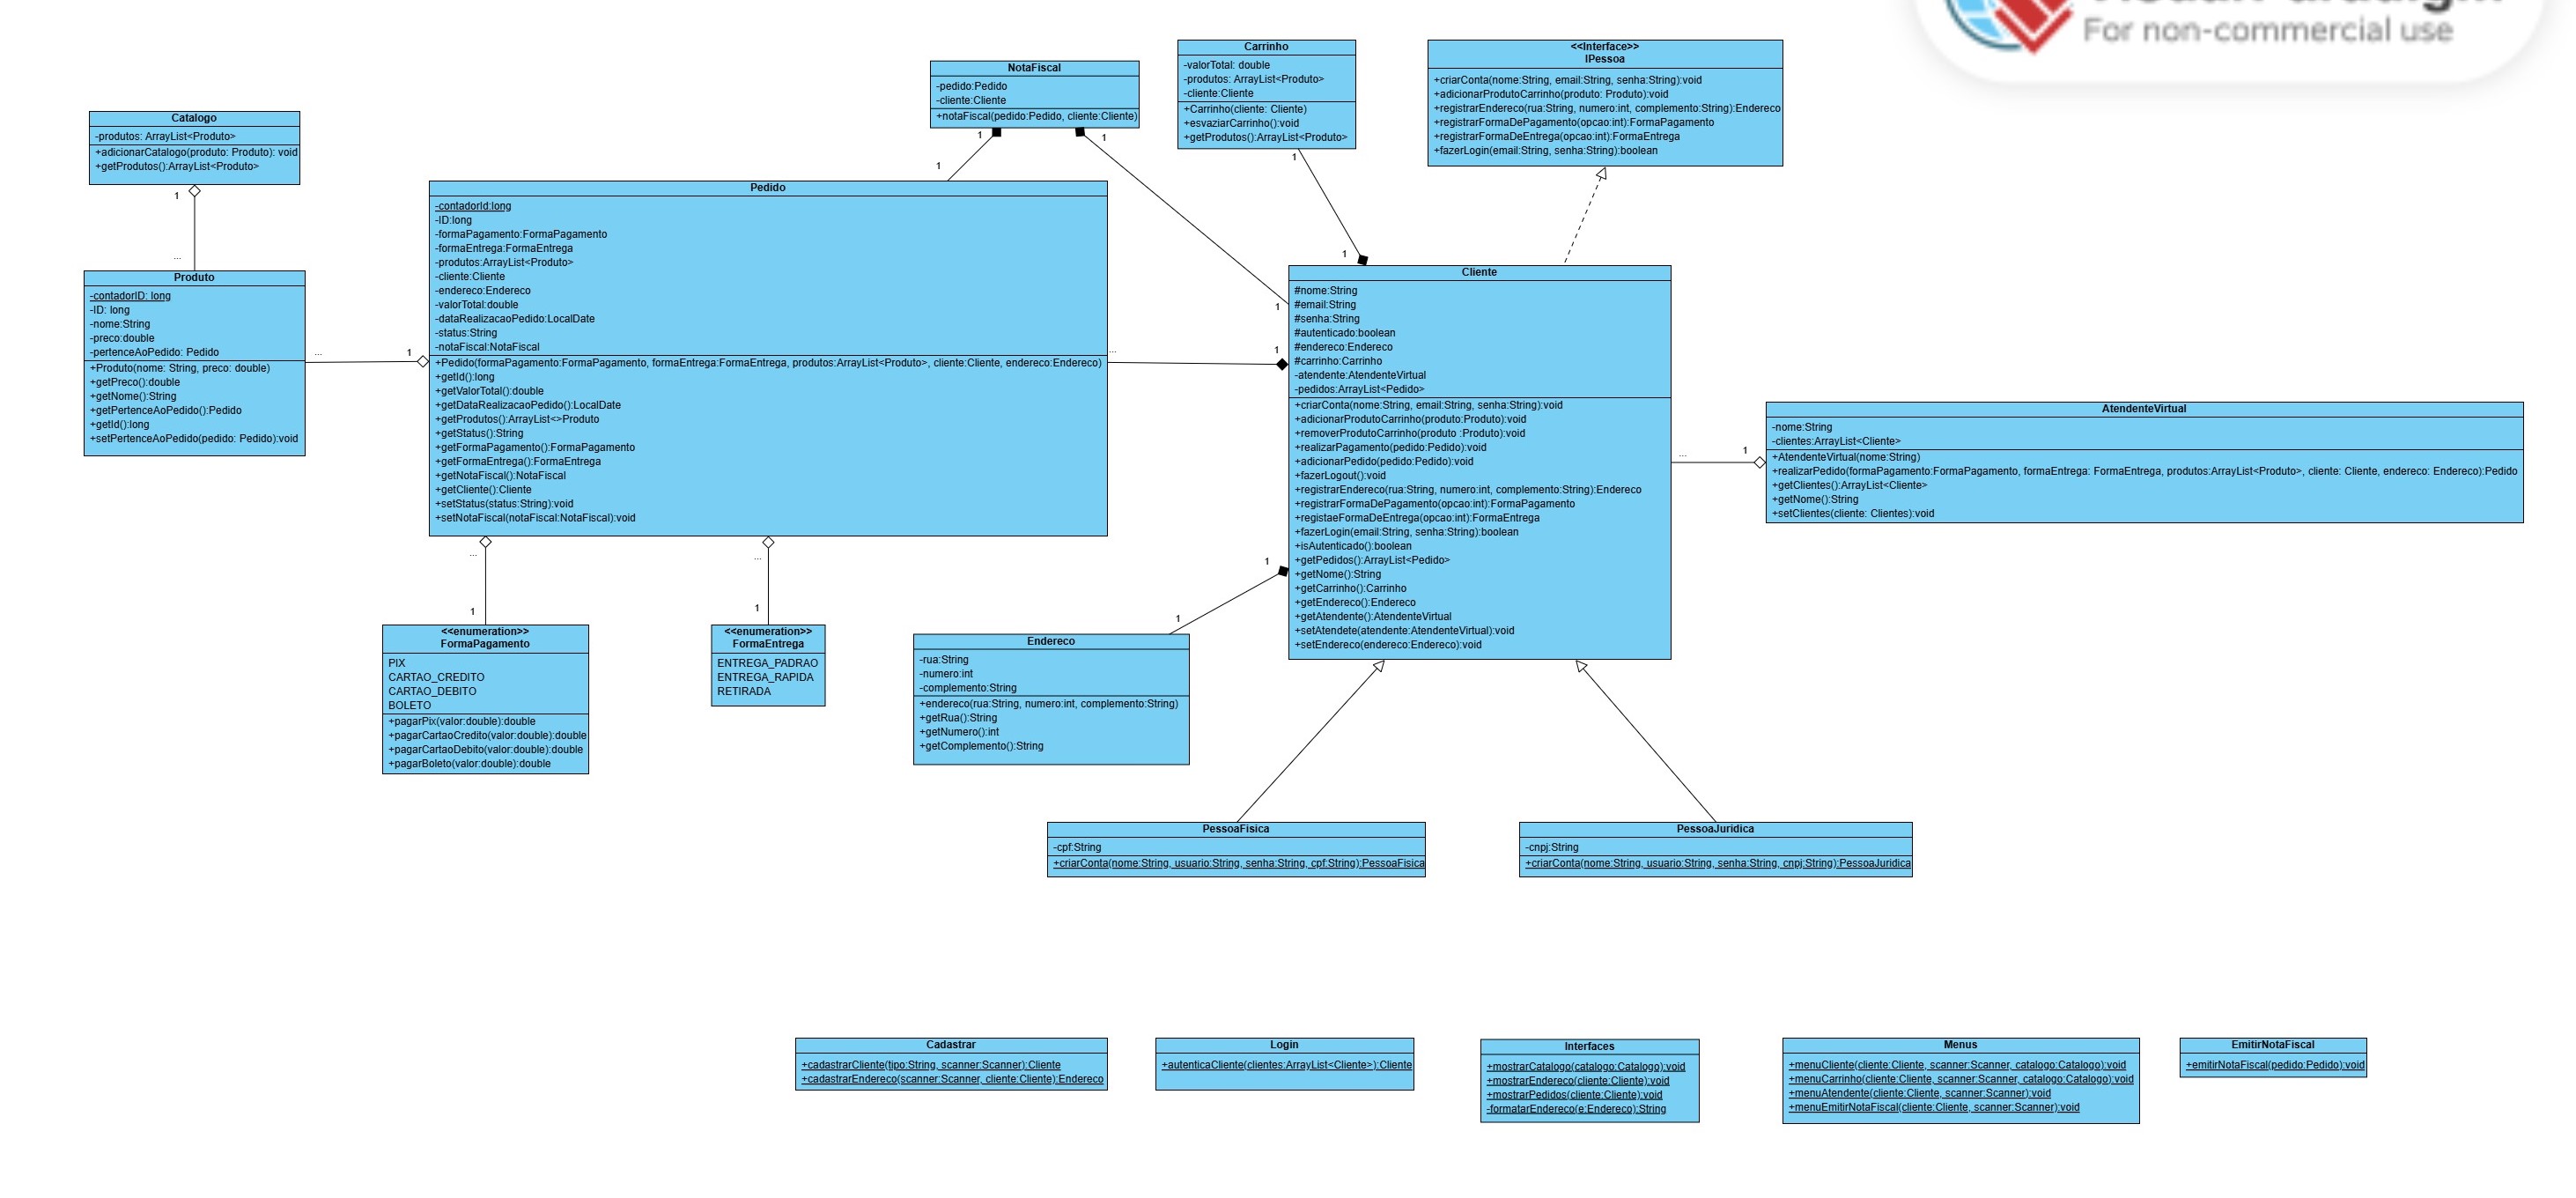 For non-commercial use
NotaFiscal
-pedido:Pedido
-cliente:Cliente
+notaFiscal(pedido:Pedido, cliente:Cliente)
1
1
1
1
Carrinho
-valorTotal: double
-produtos: ArrayList<Produto>
-cliente:Cliente
+Carrinho(cliente: Cliente)
+esvaziarCarrinho():void
+getProdutos():ArrayList<Produto>
1
1
<<Interface>>
IPessoa
+criarConta(nome:String, email:String, senha:String):void
+adicionarProdutoCarrinho(produto: Produto):void
+registrarEndereco(rua:String, numero:int, complemento:String):Endereco
+registrarFormaDePagamento(opcao:int):FormaPagamento
+registrarFormaDeEntrega(opcao:int):FormaEntrega
+fazerLogin(email:String, senha:String):boolean
Catalogo
-produtos: ArrayList<Produto>
+adicionarCatalogo(produto: Produto): void
+getProdutos():ArrayList<Produto>
1
...
Produto
-contadorID: long
-ID: long
-nome:String
-preco:double
-pertenceAoPedido: Pedido
+Produto(nome: String, preco: double)
+getPreco():double
+getNome():String
+getPertenceAoPedido():Pedido
+getId():long
+setPertenceAoPedido(pedido: Pedido):void
...
1
Pedido
-contadorId:long
-ID:long
-formaPagamento:FormaPagamento
-formaEntrega:FormaEntrega
-produtos:ArrayList<Produto>
-cliente:Cliente
-endereco:Endereco
-valorTotal:double
-dataRealizacaoPedido:LocalDate
-status:String
-notaFiscal:NotaFiscal
+Pedido(formaPagamento:FormaPagamento, formaEntrega:FormaEntrega, produtos:ArrayList<Produto>, cliente:Cliente, endereco:Endereco)
+getId():long
+getValorTotal():double
+getDataRealizacaoPedido():LocalDate
+getProdutos():ArrayList<>Produto
+getStatus():String
+getFormaPagamento():FormaPagamento
+getFormaEntrega():FormaEntrega
+getNotaFiscal():NotaFiscal
+getCliente():Cliente
+setStatus(status:String):void
+setNotaFiscal(notaFiscal:NotaFiscal):void
...
1
Cliente
#nome:String
#email:String
#senha:String
#autenticado:boolean
#endereco:Endereco
#carrinho:Carrinho
-atendente:AtendenteVirtual
-pedidos:ArrayList<Pedido>
+criarConta(nome:String, email:String, senha:String):void
+adicionarProdutoCarrinho(produto:Produto):void
+removerProdutoCarrinho(produto :Produto):void
+realizarPagamento(pedido:Pedido):void
+adicionarPedido(pedido:Pedido):void
+fazerLogout():void
+registrarEndereco(rua:String, numero:int, complemento:String):Endereco
+registrarFormaDePagamento(opcao:int):FormaPagamento
+registaeFormaDeEntrega(opcao:int):FormaEntrega
+fazerLogin(email:String, senha:String):boolean
+isAutenticado():boolean
+getPedidos():ArrayList<Pedido>
+getNome():String
+getCarrinho():Carrinho
+getEndereco():Endereco
+getAtendente():AtendenteVirtual
+setAtendete(atendente:AtendenteVirtual):void
+setEndereco(endereco:Endereco):void
...
1
AtendenteVirtual
-nome:String
-clientes:ArrayList<Cliente>
+AtendenteVirtual(nome:String)
+realizarPedido(formaPagamento:FormaPagamento, formaEntrega: FormaEntrega, produtos:ArrayList<Produto>, cliente: Cliente, endereco: Endereco):Pedido
+getClientes():ArrayList<Cliente>
+getNome():String
+setClientes(cliente: Clientes):void
...
1
...
1
1
1
<<enumeration>>
FormaPagamento
PIX
CARTAO_CREDITO
CARTAO_DEBITO
BOLETO
+pagarPix(valor:double):double
+pagarCartaoCredito(valor:double):double
+pagarCartaoDebito(valor:double):double
+pagarBoleto(valor:double):double
<<enumeration>>
FormaEntrega
ENTREGA_PADRAO
ENTREGA_RAPIDA
RETIRADA
Endereco
-rua:String
-numero:int
-complemento:String
+endereco(rua:String, numero:int, complemento:String)
+getRua():String
+getNumero():int
+getComplemento():String
PessoaFisica
-cpf:String
+criarConta(nome:String, usuario:String, senha:String, cpf:String):PessoaFisica
PessoaJuridica
-cnpj:String
+criarConta(nome:String, usuario:String, senha:String, cnpj:String):PessoaJuridica
Cadastrar
+cadastrarCliente(tipo:String, scanner:Scanner):Cliente
+cadastrarEndereco(scanner:Scanner, cliente:Cliente):Endereco
Login
+autenticaCliente(clientes:ArrayList<Cliente>):Cliente
Interfaces
+mostrarCatalogo(catalogo:Catalogo):void
+mostrarEndereco(cliente:Cliente):void
+mostrarPedidos(cliente:Cliente):void
-formatarEndereco(e:Endereco):String
Menus
+menuCliente(cliente:Cliente, scanner:Scanner, catalogo:Catalogo):void
+menuCarrinho(cliente:Cliente, scanner:Scanner, catalogo:Catalogo):void
+menuAtendente(cliente:Cliente, scanner:Scanner):void
+menuEmitirNotaFiscal(cliente:Cliente, scanner:Scanner):void
EmitirNotaFiscal
+emitirNotaFiscal(pedido:Pedido):void